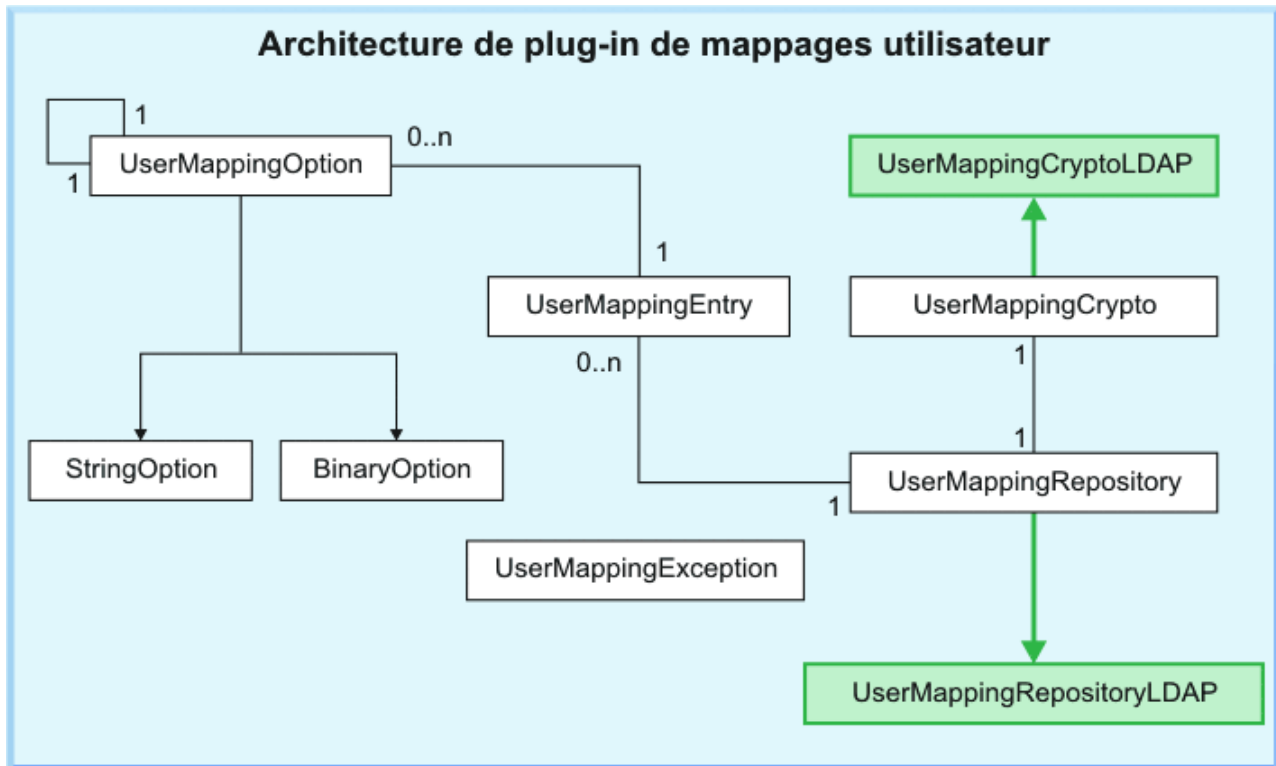 Architecture de plug-in de mappages utilisateur
1
0..n
UserMappingOption
UserMappingCryptoLDAP
1
1
UserMappingEntry
UserMappingCrypto
0..n
1
1
StringOption
BinaryOption
UserMappingRepository
1
UserMappingException
UserMappingRepositoryLDAP